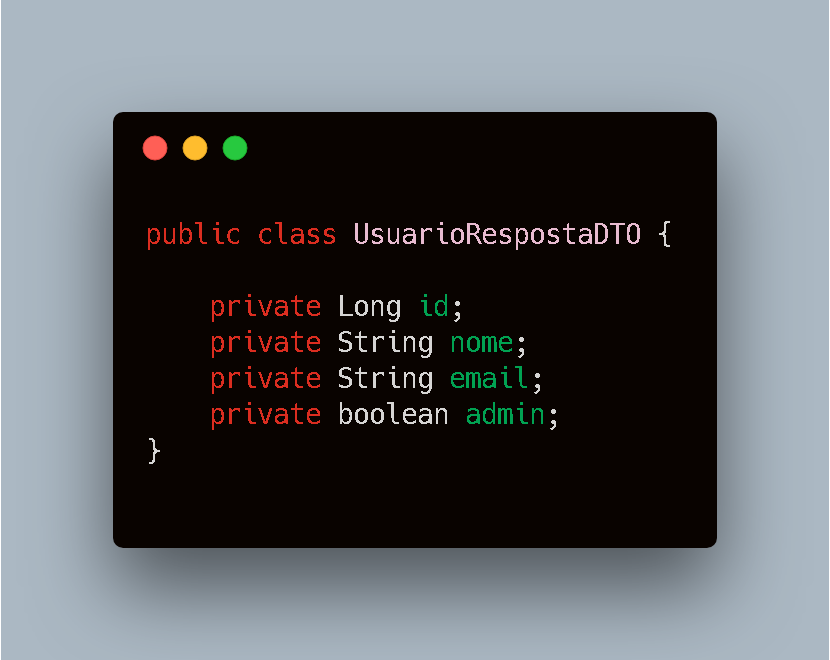 public class UsuarioRespostaDTO {
    private Long id;
    private String nome;
    private String email;
    private boolean admin;
}